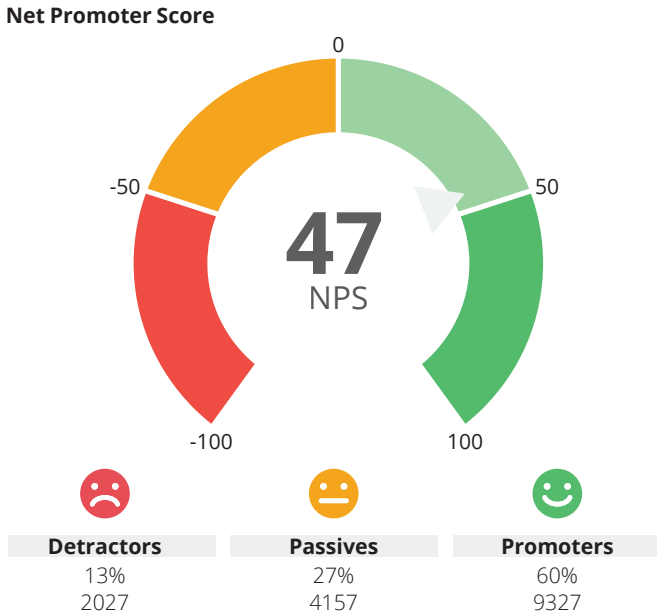 Net Promoter Score
0
-50
50
47
NPS
-100
100
Detractors
Passives
Promoters
13%
27%
60%
2027
4157
9327